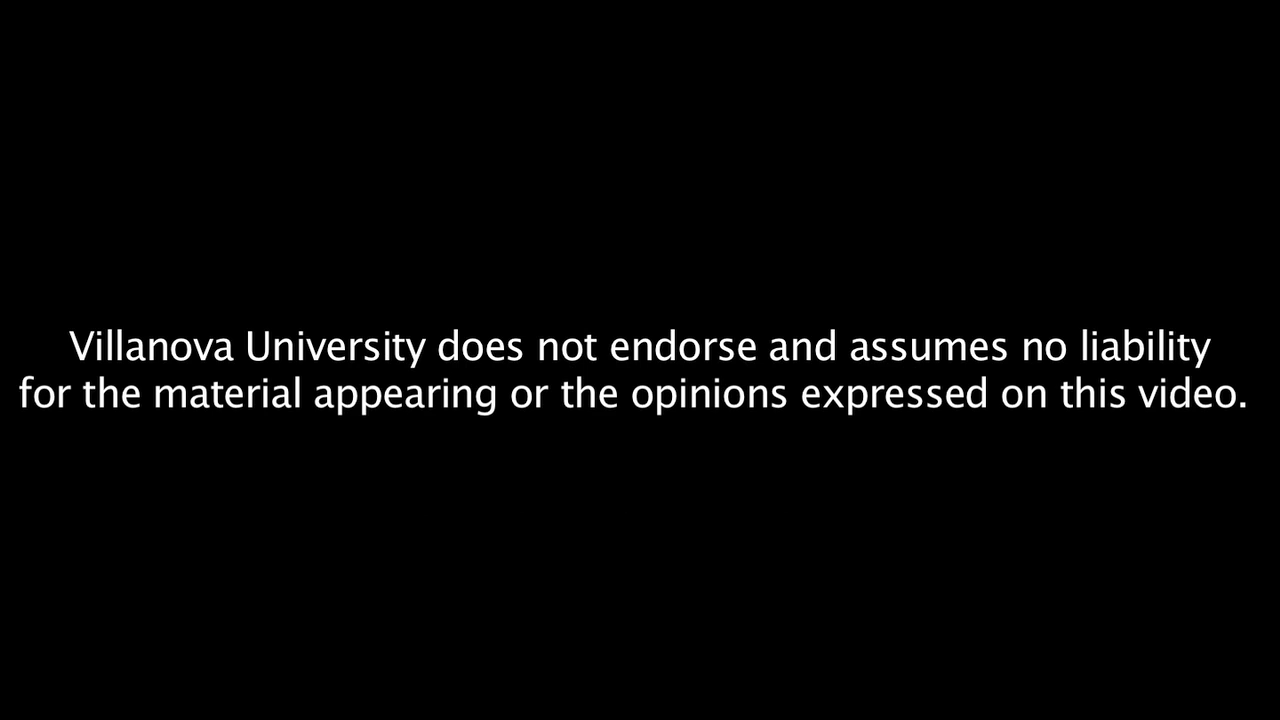 Villanova University does not endorse and assumes no liability
for the material appearing or the opinions expressed on this video.